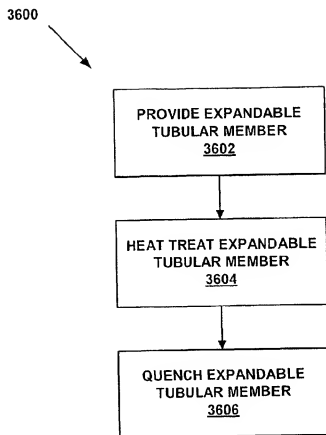 3600
PROVIDE EXPANDABLE
TUBULAR MEMBER
3602
HEAT TREAT EXPANDABLE
TUBULAR MEMBER
3604
QUENCH EXPANDABLE
TUBULAR MEMBER
3606